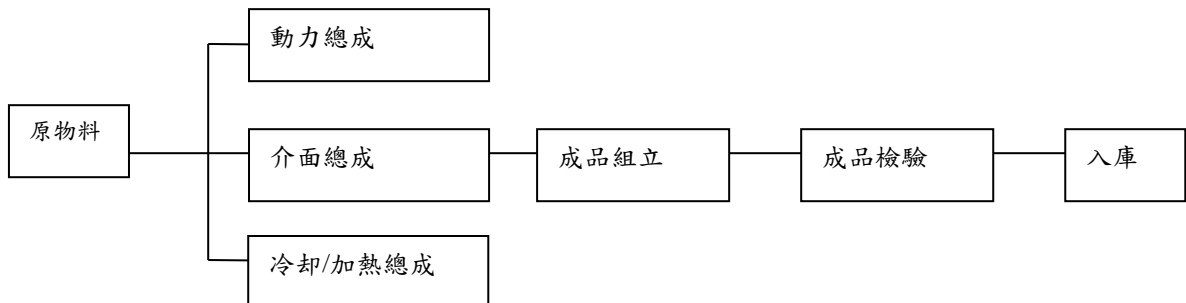 動力總成
原物料
介面總成
成品組立
成品檢驗
入庫
冷却/加熱總成